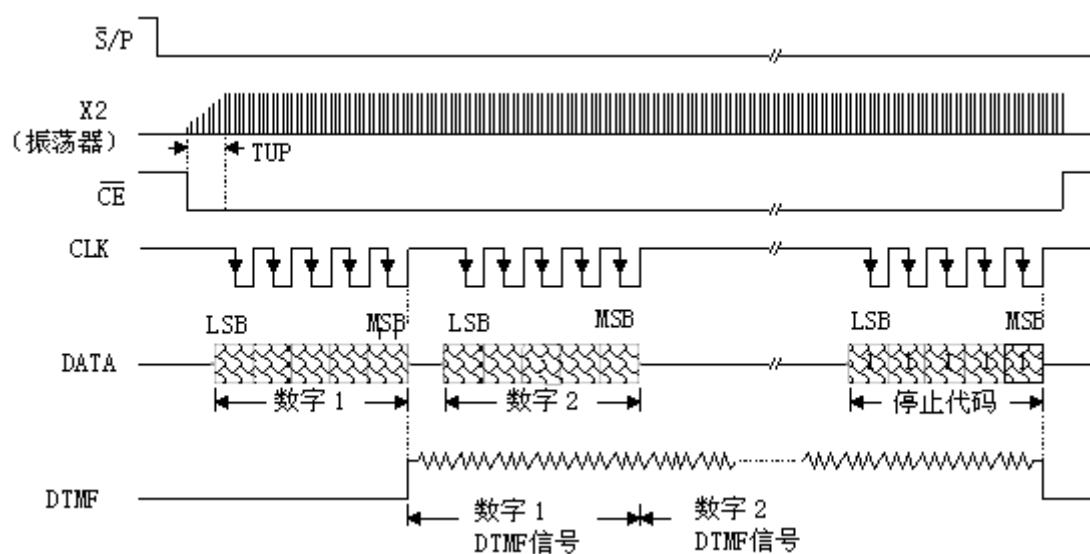 S̄/P
X2
(振荡器)
TUP
C̄Ē
CLK
LSB MSB LSB MSB LSB MSB
DATA
1 1 1 1 1
数字 1 数字 2 停止代码
DTMF
数字 1 数字 2
DTMF信号 DTMF信号